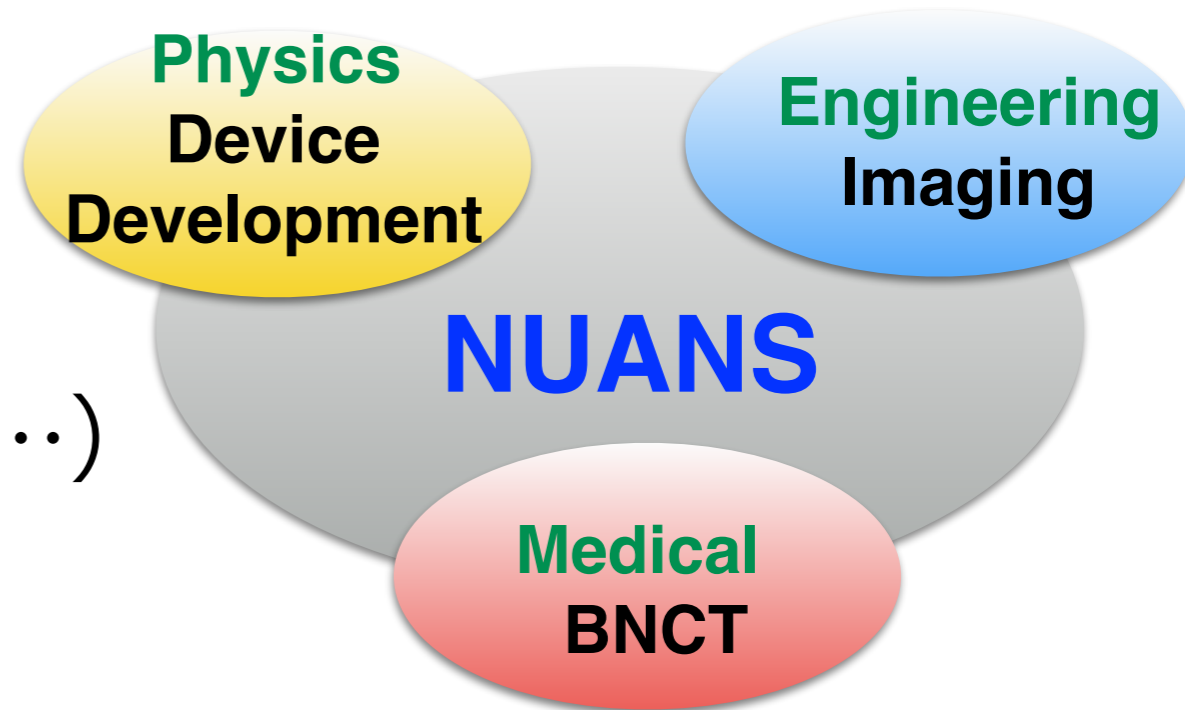 Physics
Device
Development
Engineering
Imaging
NUANS
··)
Medical
BNCT